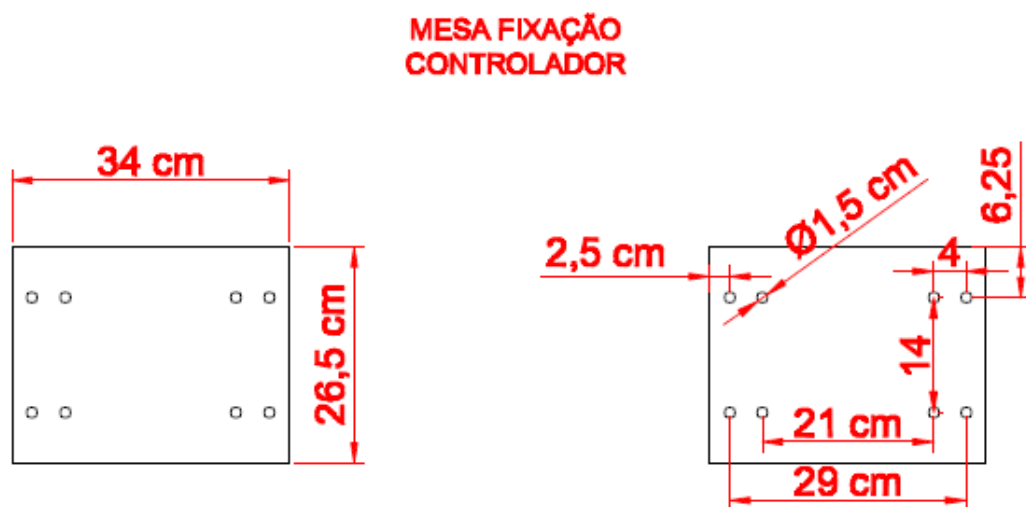 MESA FIXAÇÃO
CONTROLADOR
34 cm
26,5 cm
2,5 cm
Ø1,5 cm
6,25
4
14
21 cm
29 cm